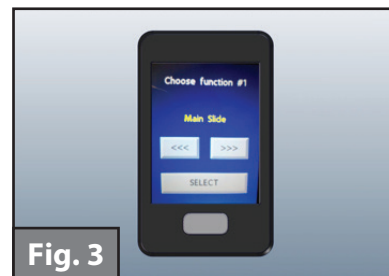 Choose function #1
Main Slide
<<< >>>
SELECT
Fig. 3